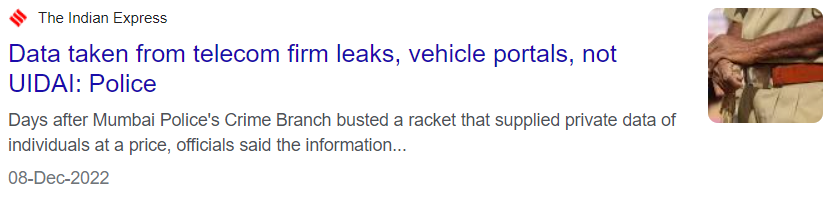 The Indian Express
Data taken from telecom firm leaks, vehicle portals, not
UIDAI: Police
Days after Mumbai Police's Crime Branch busted a racket that supplied private data of
individuals at a price, officials said the information...
08-Dec-2022